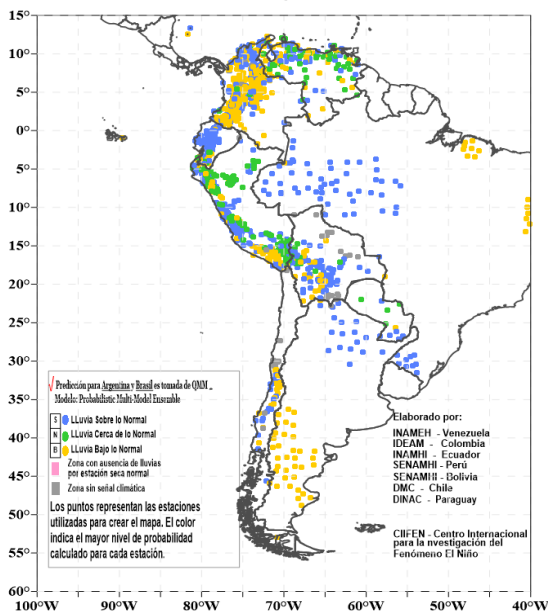 15°
10°
5°
0°
5°
10°
15°
20°
25°
30°
35°
40°
45°
50°
55°
60°
100°W
90°W
80°W
70°W
60°W
50°W
40°W
√ Predicción para Argentina y Brasil es tomada de QMM _
Modelo: Probabilistic Multi-Model Ensemble
S LLuvia Sobre lo Normal
N LLuvia Cerca de lo Normal
B LLuvia Bajo lo Normal
Zona con ausencia de lluvias
por estación seca normal
Zona sin señal climática
Los puntos representan las estaciones
utilizadas para crear el mapa. El color
indica el mayor nivel de probabilidad
calculado para cada estación.
Elaborado por:
INAMEH - Venezuela
IDEAM - Colombia
INAMHI - Ecuador
SENAMHI - Perú
SENAMHI - Bolivia
DMC - Chile
DINAC - Paraguay
CIIFEN - Centro Internacional
para la nvestigación del
Fenómeno El Niño